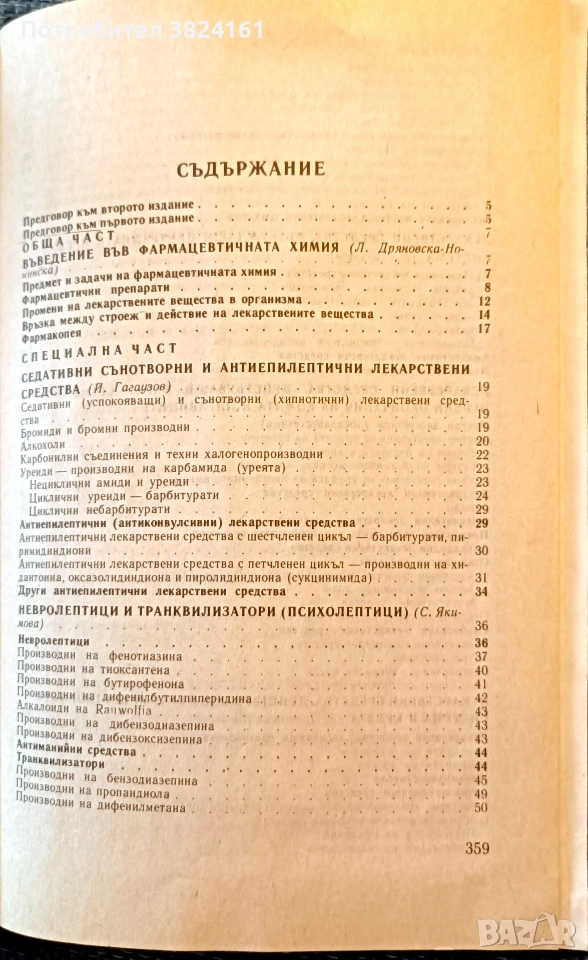 Потребител 3824161
СЪДЪРЖАНИЕ
Предговор към второто издание . . . . . . . . . . . . . . 5
Предговор към първото издание . . . . . . . . . . . . . . 5
ОБЩА ЧАСТ . . . . . . . . . . . . . . 7
ВЪВЕДЕНИЕ ВЪВ ФАРМАЦЕВТИЧНАТА ХИМИЯ (Л. Дряновска-Но-
нинска) . . . . . . . . . . . . . . 7
Предмет и задачи на фармацевтичната химия . . . . . . . . . . 7
Фармацевтични препарати . . . . . . . . . . . . . . 8
Промени на лекарствените вещества в организма . . . . . . . . . . 12
Връзка между строеж и действие на лекарствените вещества . . . . . . 14
Фармакопея . . . . . . . . . . . . . . 17
СПЕЦИАЛНА ЧАСТ
СЕДАТИВНИ СЪНОТВОРНИ И АНТИЕПИЛЕПТИЧНИ ЛЕКАРСТВЕНИ
СРЕДСТВА (Й. Гагаузов) . . . . . . . . . . . . . . 19
Седативни (успокояващи) и сънотворни (хипнотични) лекарствени сред-
ства . . . . . . . . . . . . . . 19
Бромиди и бромни производни . . . . . . . . . . . . . . 19
Алкохоли . . . . . . . . . . . . . . 20
Карбонилни съединения и техни халогенопроизводни . . . . . . . . 22
Уреиди — производни на карбамида (уреята) . . . . . . . . . . 23
Нециклични амиди и уреиди . . . . . . . . . . . . 23
Циклични уреиди — барбитурати . . . . . . . . . . . . 24
Циклични небарбитурати . . . . . . . . . . . . 29
Антиепилептични (антиконвулсивни) лекарствени средства . . . . . . 29
Антиепилептични лекарствени средства с шестчленен цикъл — барбитурати, пи-
римидиндиони . . . . . . . . . . . . . . 30
Антиепилептични лекарствени средства с петчленен цикъл — производни на хи-
дантоина, оксазолидиндиона и пиролидиндиона (сукцинимида) . . . . . . 31
Други антиепилептични лекарствени средства . . . . . . . . . . 34
НЕВРОЛЕПТИЦИ И ТРАНКВИЛИЗАТОРИ (ПСИХОЛЕПТИЦИ) (С. Яки-
мова) . . . . . . . . . . . . . . 36
Невролептици . . . . . . . . . . . . . . 36
Производни на фенотиазина . . . . . . . . . . . . . . 37
Производни на тиоксантена . . . . . . . . . . . . . . 40
Производни на бутирофенона . . . . . . . . . . . . . . 41
Производни на дифенилбутилпиперидина . . . . . . . . . . . . 42
Алкалоиди на Rauwolfia . . . . . . . . . . . . . . 43
Производни на дибензодиазепина . . . . . . . . . . . . 43
Производни на дибензоксизепина . . . . . . . . . . . . 43
Антиманийни средства . . . . . . . . . . . . . . 44
Транквилизатори . . . . . . . . . . . . . . 44
Производни на бензодиазепина . . . . . . . . . . . . 45
Производни на пропандиола . . . . . . . . . . . . . . 49
Производни на дифенилметана . . . . . . . . . . . . . . 50
359
BAZAR